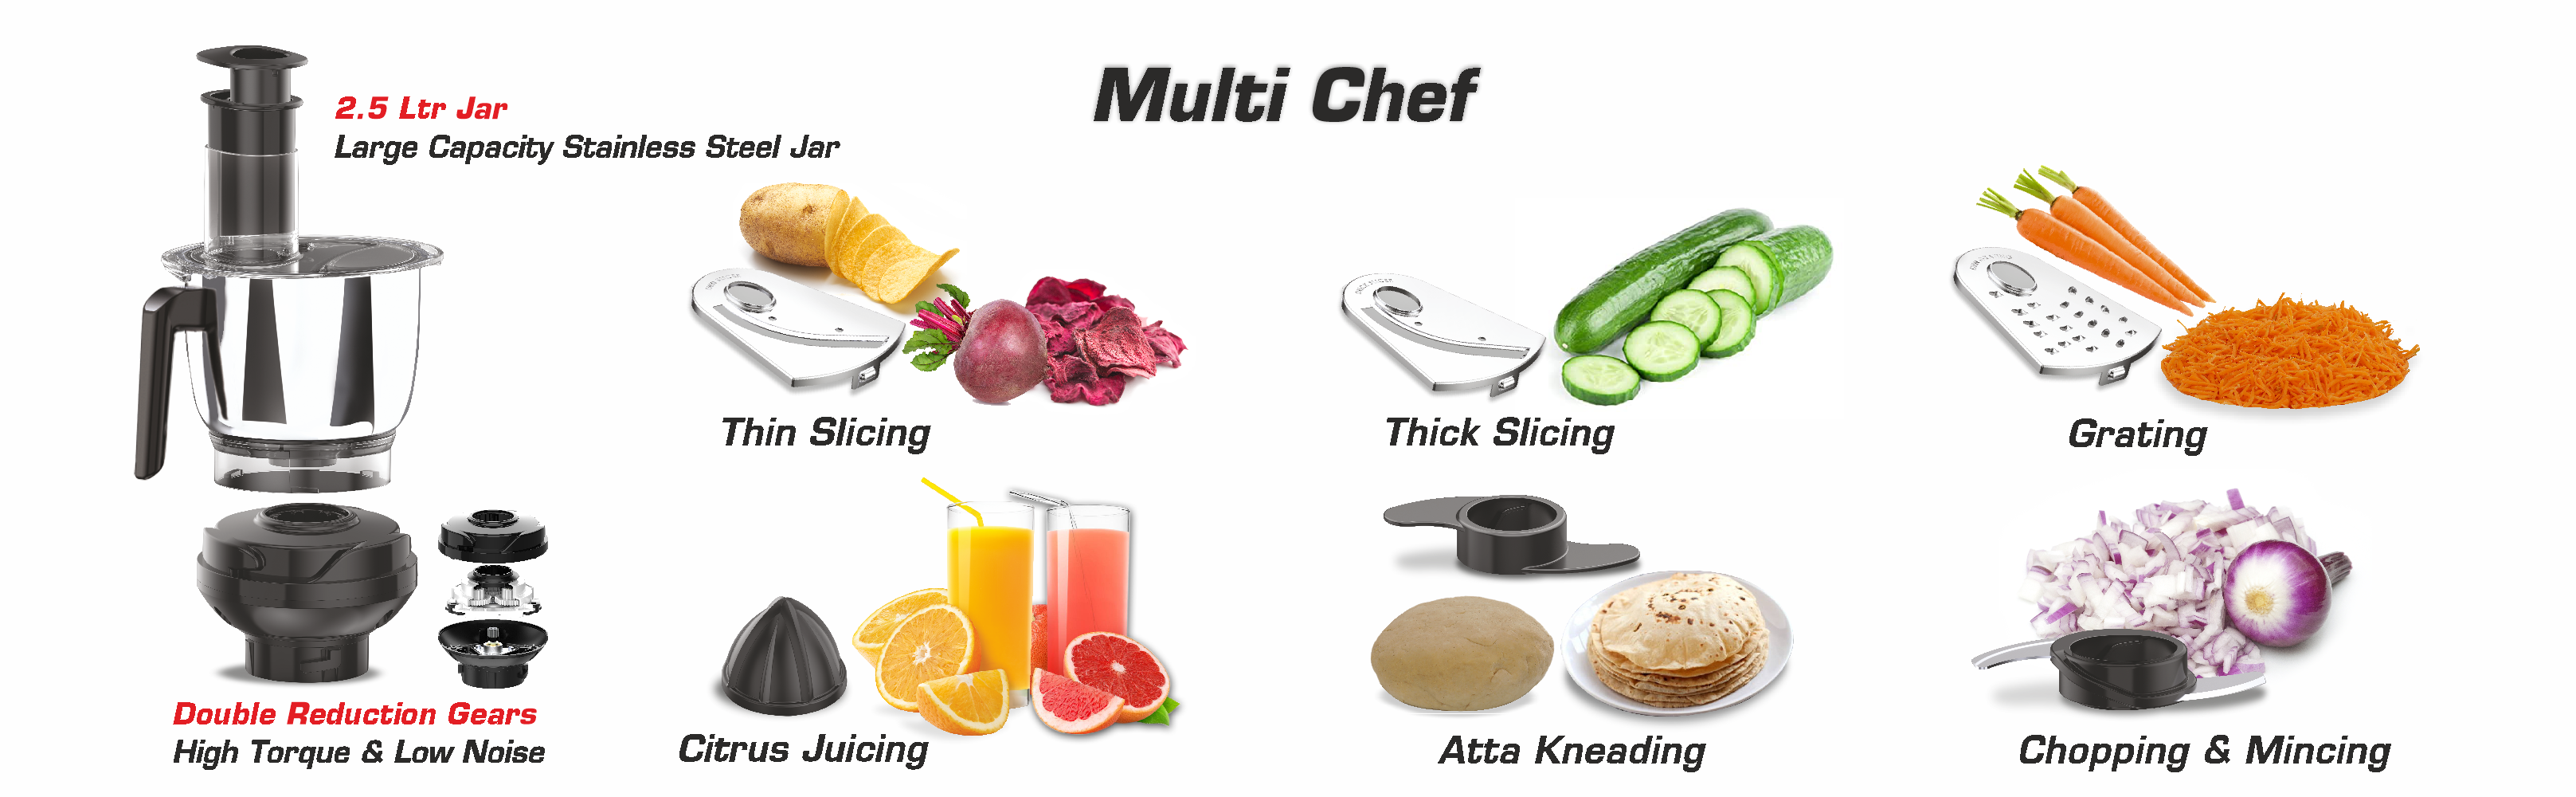 Multi Chef
2.5 Ltr Jar
Large Capacity Stainless Steel Jar
Thin Slicing
Thick Slicing
Grating
Double Reduction Gears
High Torque & Low Noise
Citrus Juicing
Atta Kneading
Chopping & Mincing